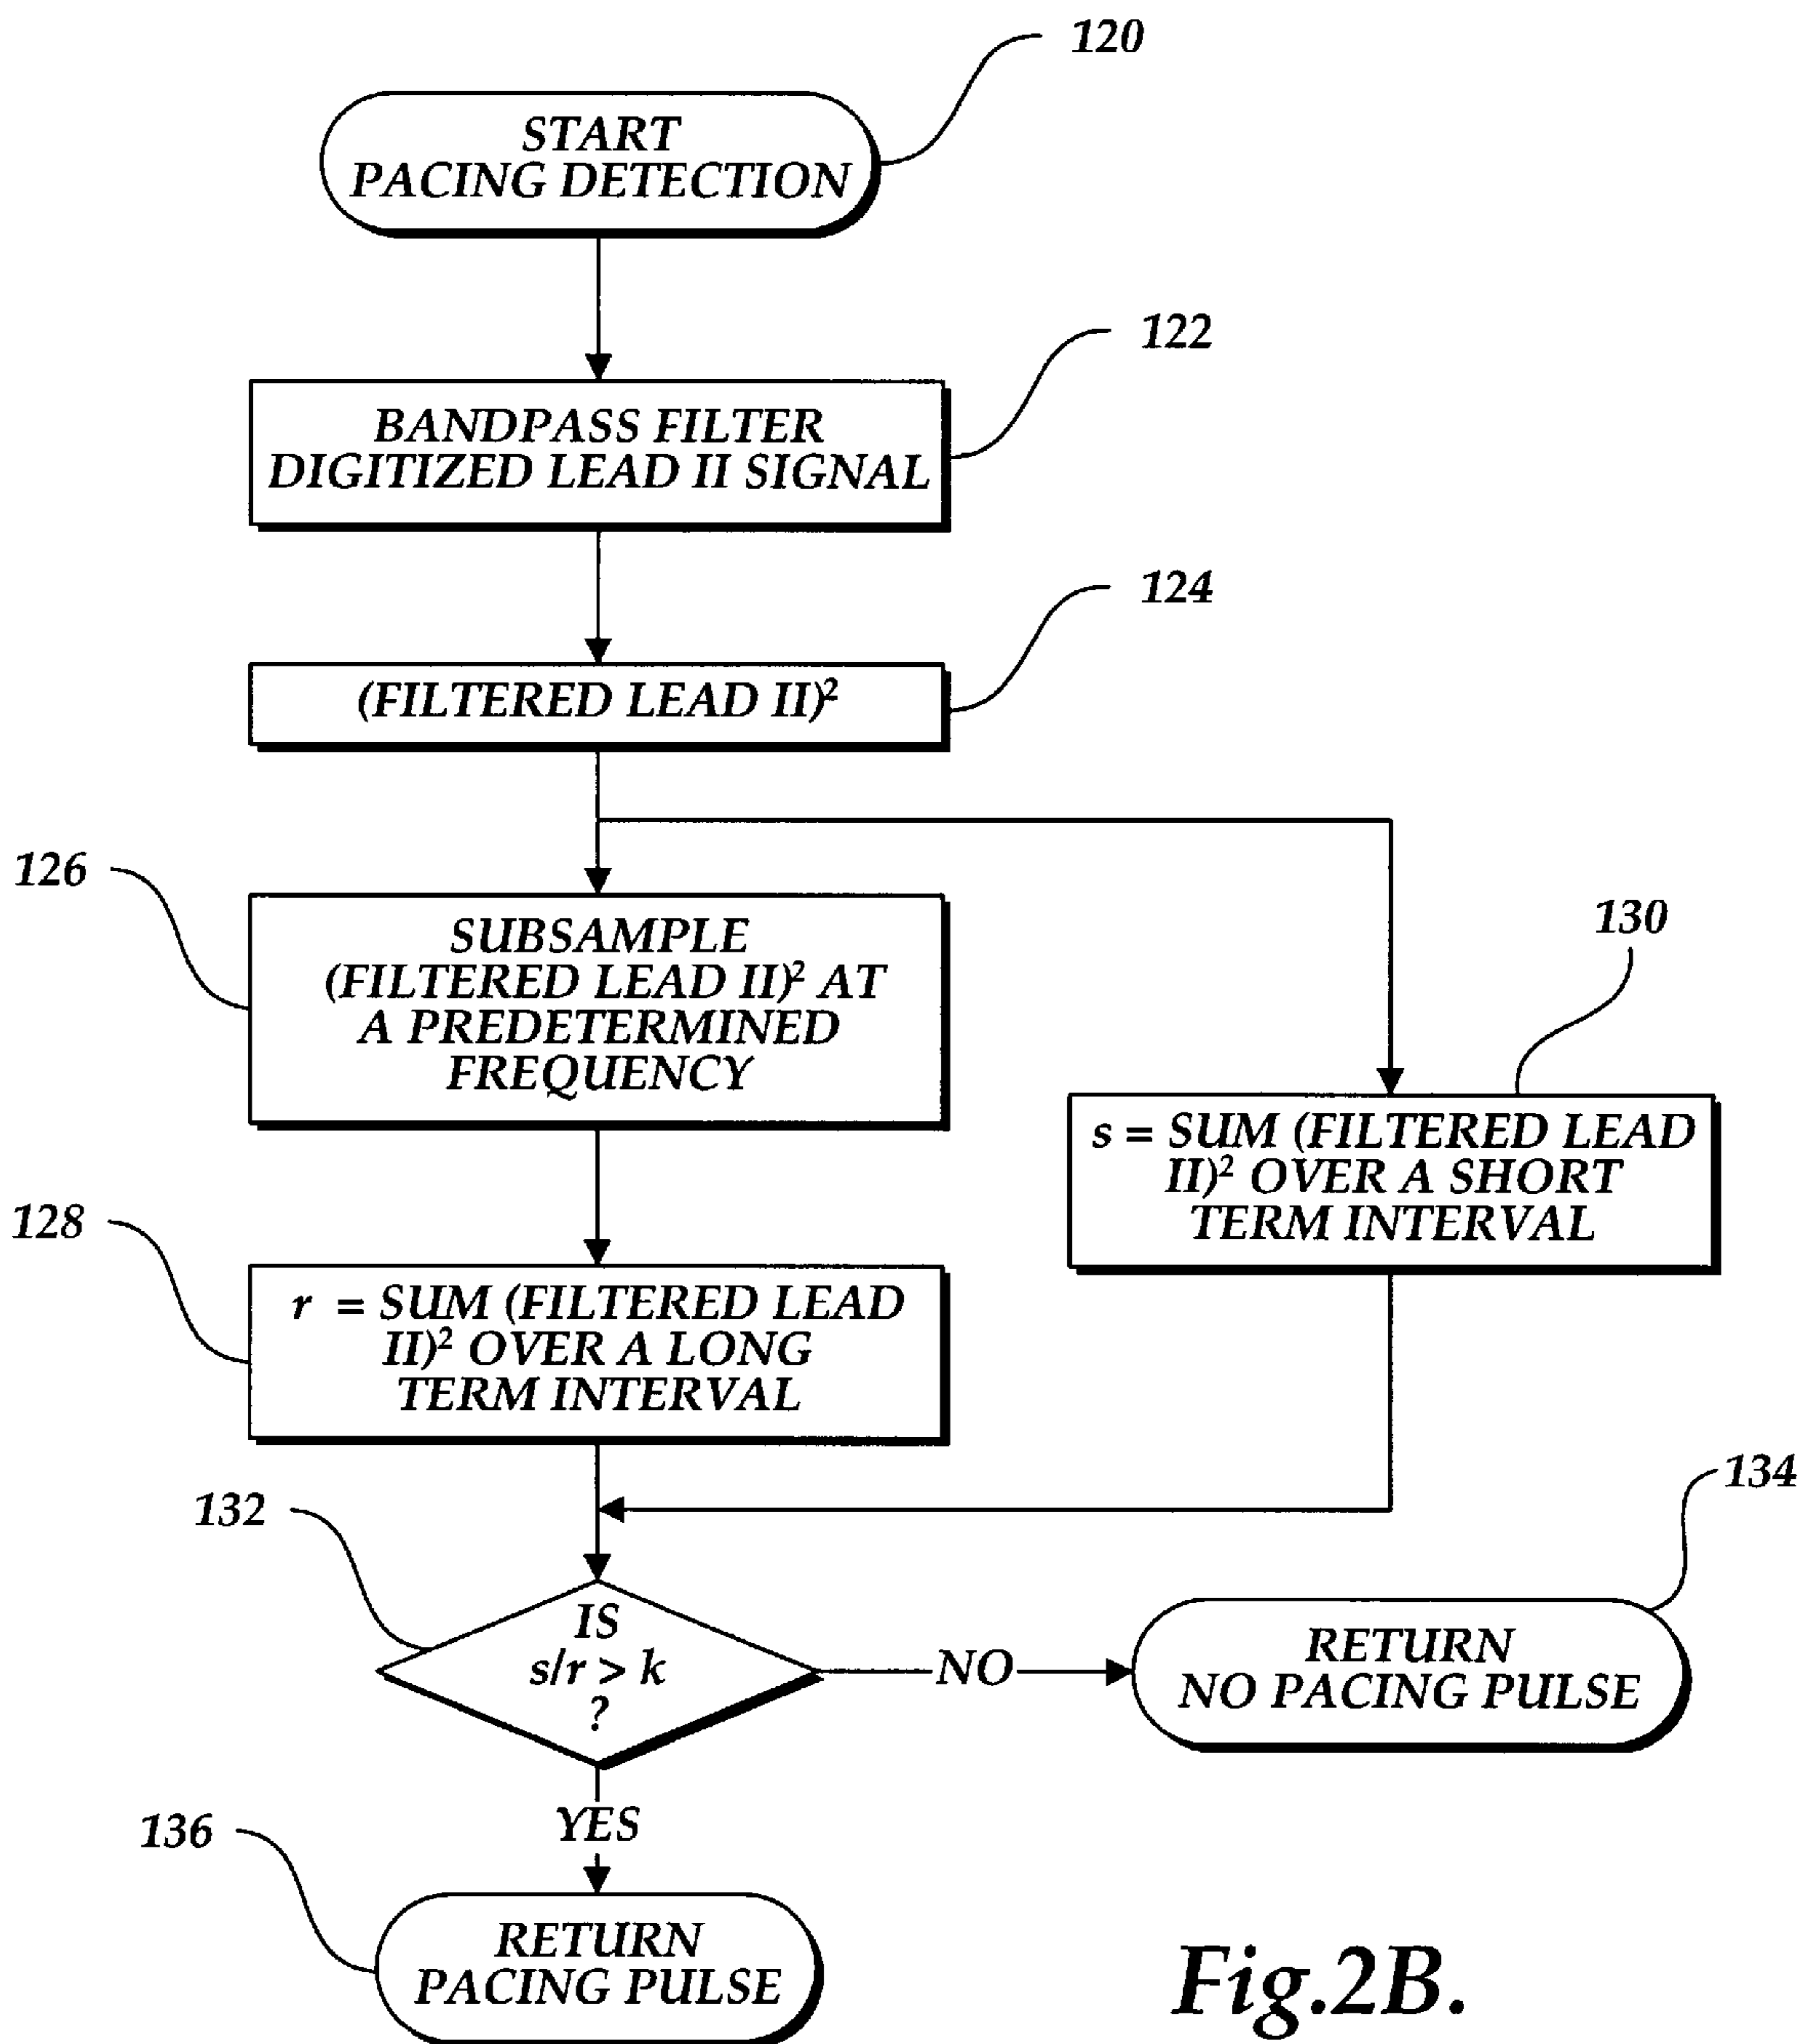 120
START
PACING DETECTION
122
BANDPASS FILTER
DIGITIZED LEAD II SIGNAL
124
(FILTERED LEAD II)²
126
SUBSAMPLE
(FILTERED LEAD II)² AT
A PREDETERMINED
FREQUENCY
130
s = SUM (FILTERED LEAD
II)² OVER A SHORT
TERM INTERVAL
128
r = SUM (FILTERED LEAD
II)² OVER A LONG
TERM INTERVAL
132
IS
s/r > k
?
NO
134
RETURN
NO PACING PULSE
YES
136
RETURN
PACING PULSE
Fig.2B.